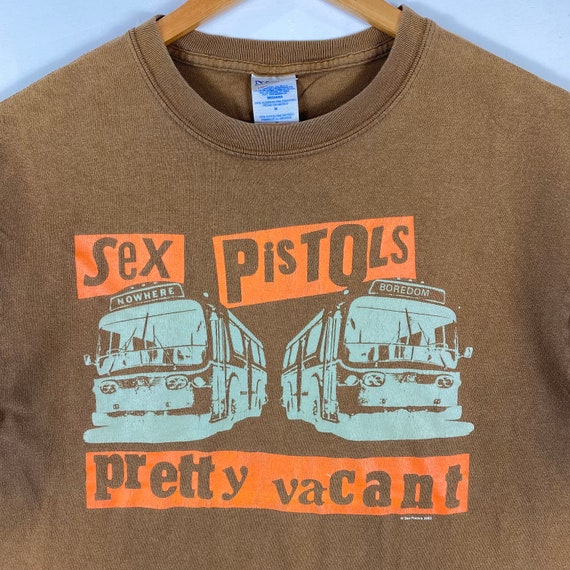 Sex PiSTOLS
NOWHERE BOREDOM
pretty vacant